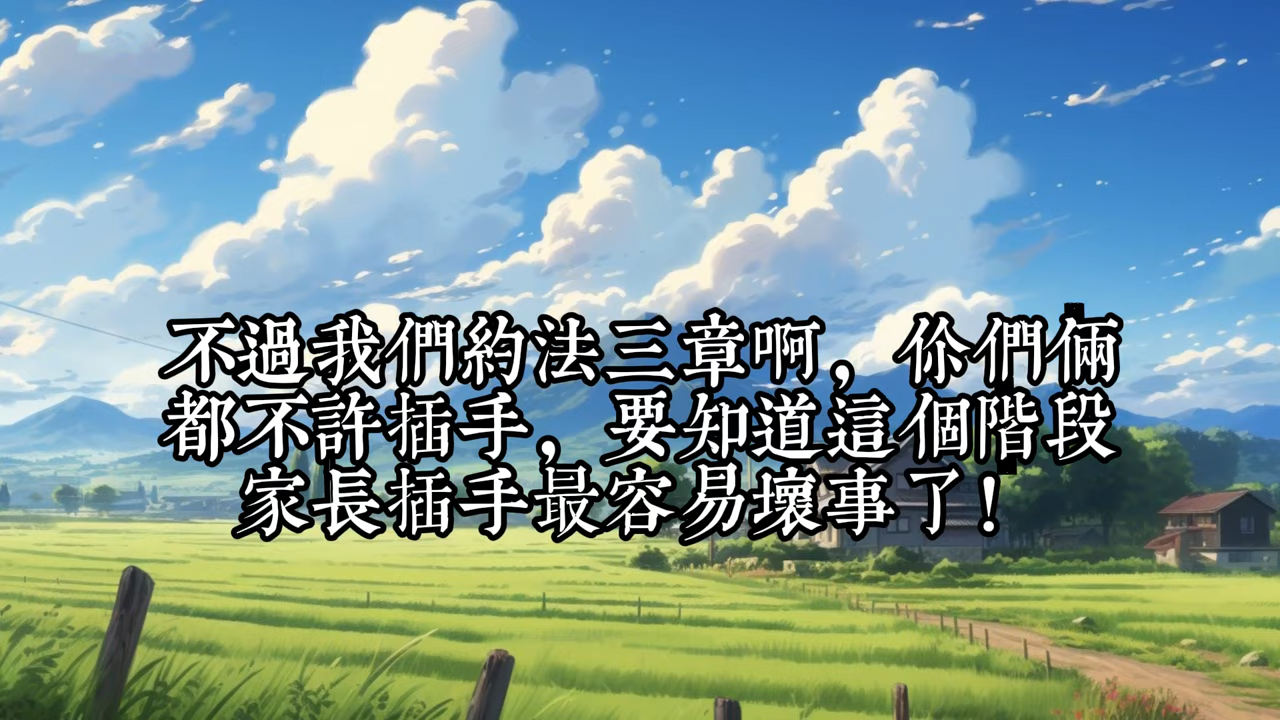 不過我們約法三章啊，伱們倆
都不許插手，要知道這個階段
家長插手最容易壞事了！